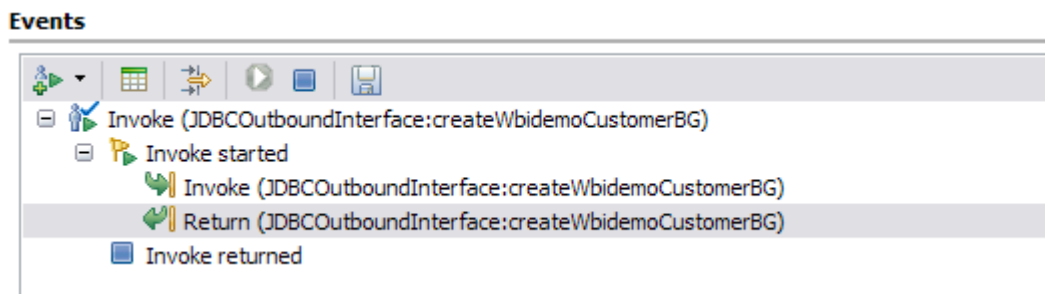 Events
Invoke (JDBCOutboundInterface:createWbidemoCustomerBG)
Invoke started
Invoke (JDBCOutboundInterface:createWbidemoCustomerBG)
Return (JDBCOutboundInterface:createWbidemoCustomerBG)
Invoke returned